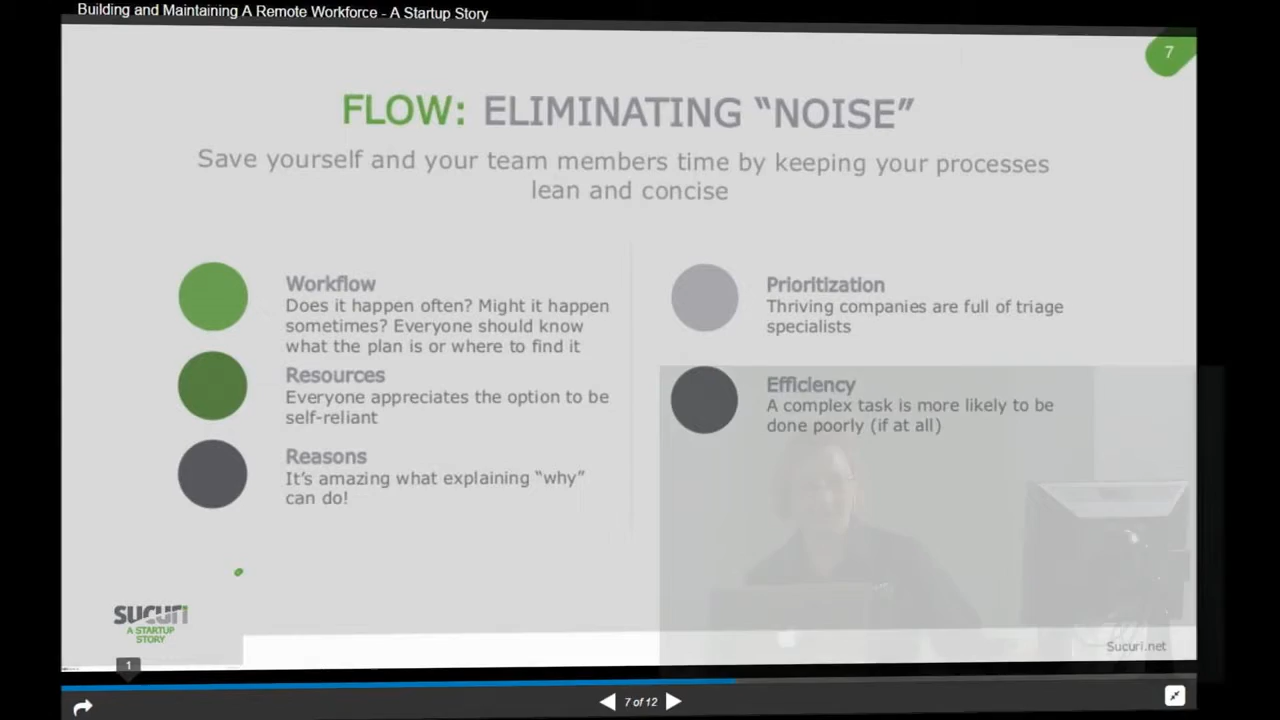 Building and Maintaining A Remote Workforce - A Startup Story
7
FLOW: ELIMINATING “NOISE”
Save yourself and your team members time by keeping your processes
lean and concise
Workflow
Does it happen often? Might it happen
sometimes? Everyone should know
what the plan is or where to find it
Resources
Everyone appreciates the option to be
self-reliant
Reasons
It’s amazing what explaining “why”
can do!
Prioritization
Thriving companies are full of triage
specialists
Efficiency
A complex task is more likely to be
done poorly (if at all)
SUCURI
A STARTUP
STORY
Sucuri.net
1
7 of 12